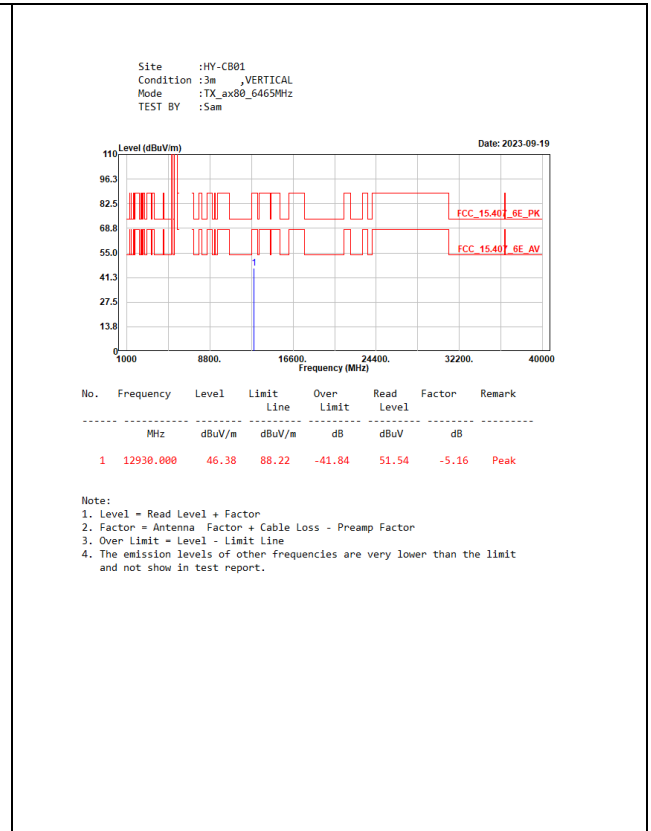 Site :HY-CB01
Condition :3m ,VERTICAL
Mode :TX_ax80_6465MHz
TEST BY :Sam
Level (dBuV/m) Date: 2023-09-19
110
96.3
82.5
FCC_15.407_6E_PK
68.8
FCC_15.407_6E_AV
55.0
1
41.3
27.5
13.8
0
1000 8800. 16600. 24400. 32200. 40000
Frequency (MHz)
No. Frequency Level Limit Over Read Factor Remark
Line Limit Level
------ ----------- -------- -------- --------- --------- -------- ---------
MHz dBuV/m dBuV/m dB dBuV dB
1 12930.000 46.38 88.22 -41.84 51.54 -5.16 Peak
Note:
1. Level = Read Level + Factor
2. Factor = Antenna Factor + Cable Loss - Preamp Factor
3. Over Limit = Level - Limit Line
4. The emission levels of other frequencies are very lower than the limit
and not show in test report.